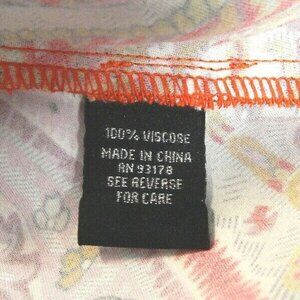 100% VISCOSE
MADE IN CHINA
RN 93178
SEE REVERSE
FOR CARE